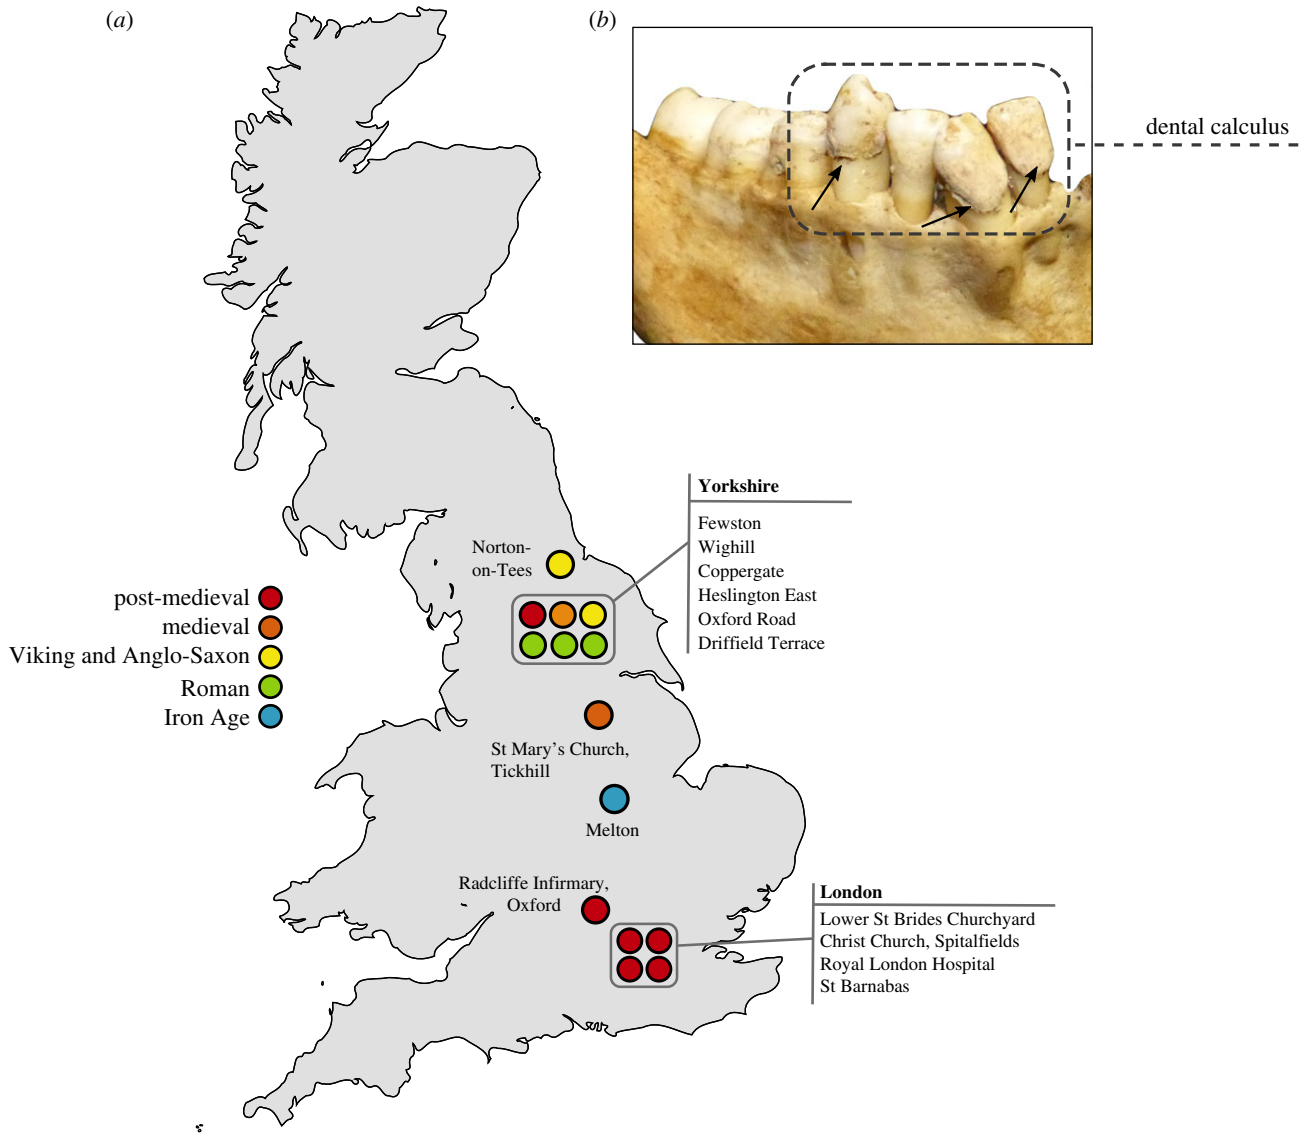 (a)
(b)
dental calculus
Yorkshire
Fewston
Wighill
Coppergate
Heslington East
Oxford Road
Driffield Terrace
Norton-
on-Tees
post-medieval
medieval
Viking and Anglo-Saxon
Roman
Iron Age
St Mary’s Church,
Tickhill
Melton
Radcliffe Infirmary,
Oxford
London
Lower St Brides Churchyard
Christ Church, Spitalfields
Royal London Hospital
St Barnabas